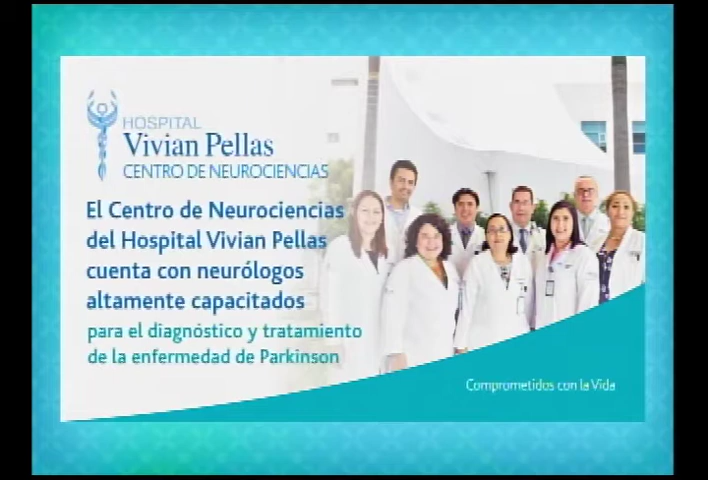 HOSPITAL
Vivian Pellas
CENTRO DE NEUROCIENCIAS
El Centro de Neurociencias
del Hospital Vivian Pellas
cuenta con neurólogos
altamente capacitados
para el diagnóstico y tratamiento
de la enfermedad de Parkinson
Comprometidos con la Vida